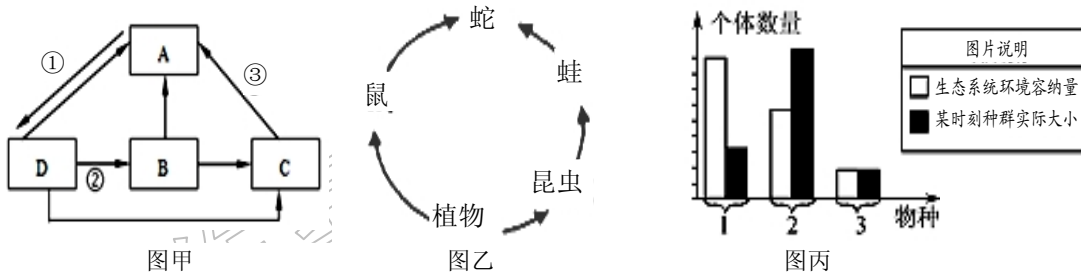 ①
A
③
D
②
B
C
图甲
蛇
鼠
蛙
植物
昆虫
图乙
个体数量
1
2
3
物种
图丙
图片说明
生态系统环境容纳量
某时刻种群实际大小